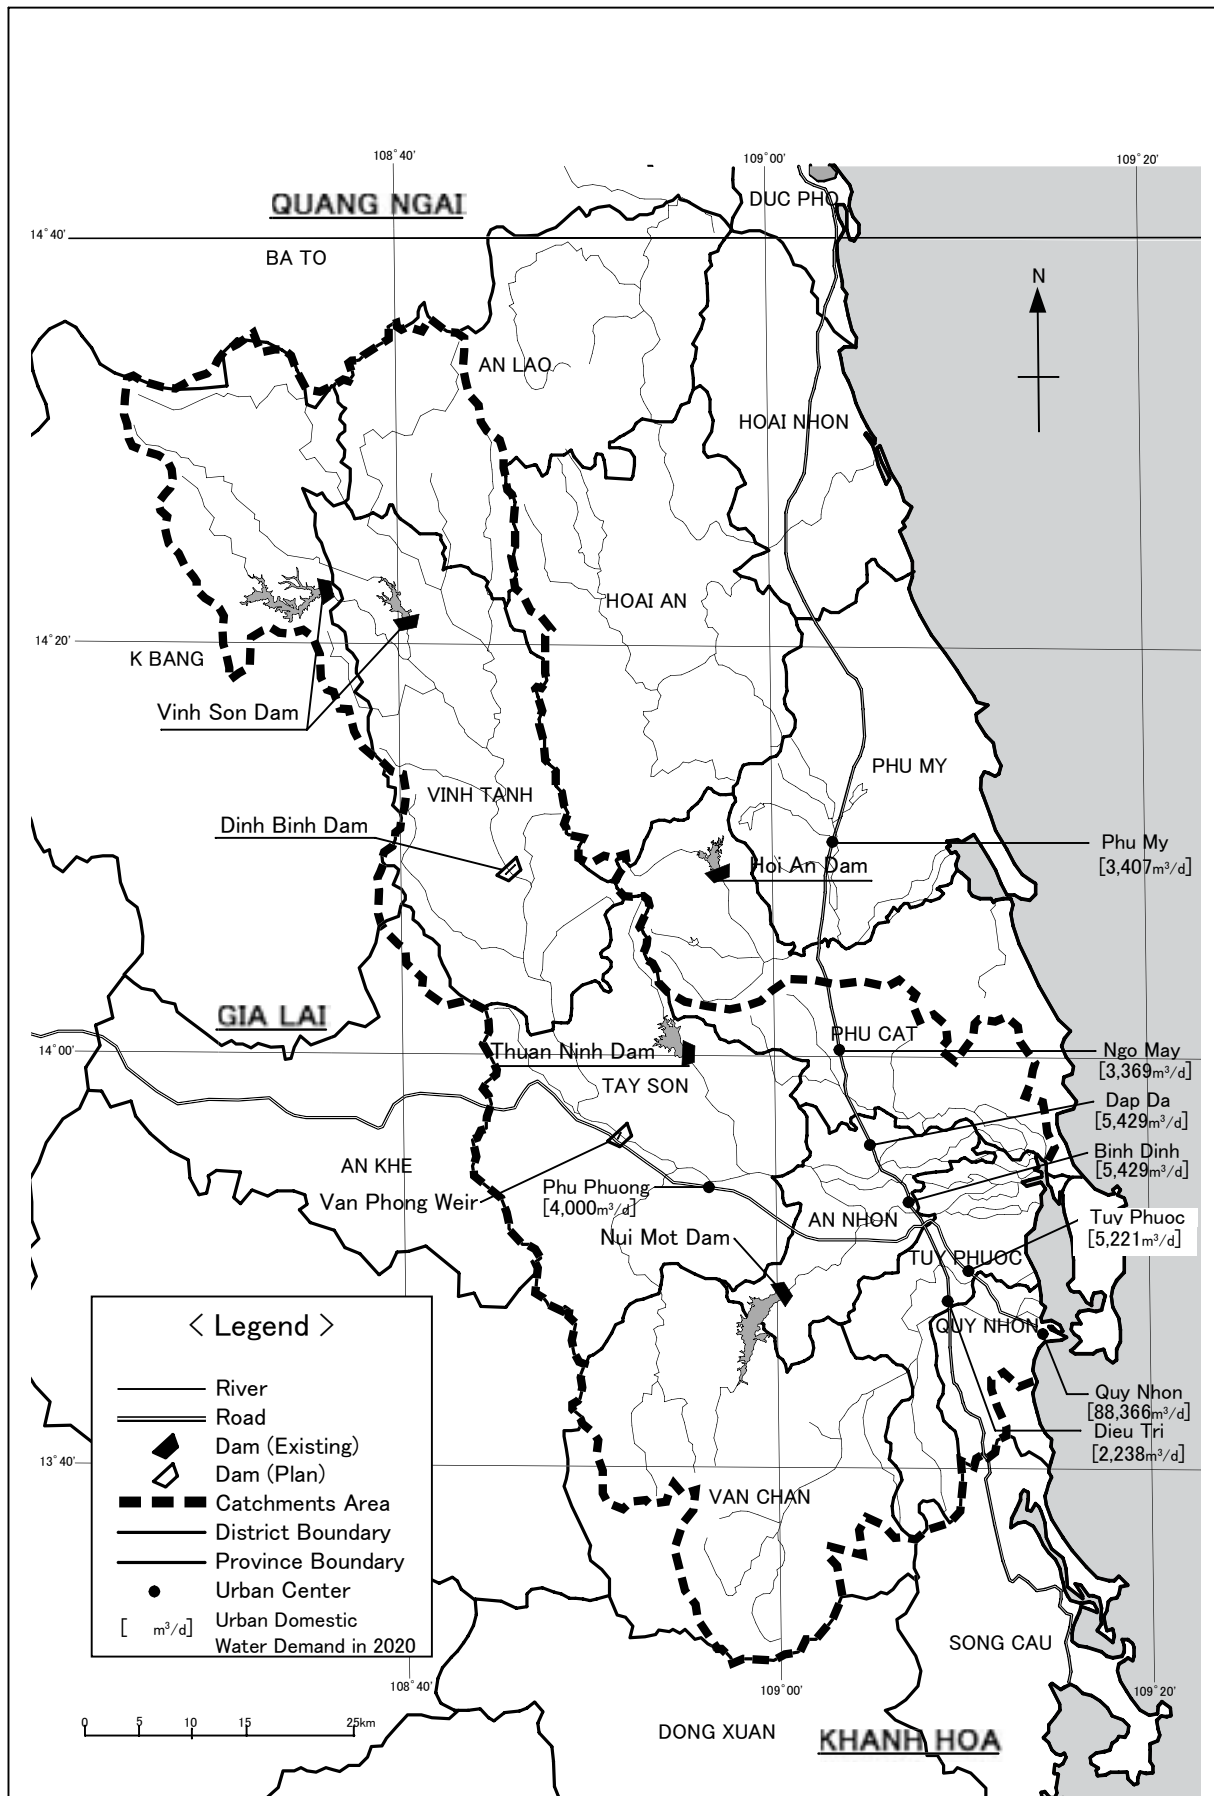 108°40'
109°00'
109°20'
QUANG NGAI
DUC PHO
14°40'
BA TO
N
AN LAO
HOAI NHON
HOAI AN
14°20'
K BANG
Vinh Son Dam
PHU MY
VINH TANH
Dinh Binh Dam
Phu My
[3,407m³/d]
Hoi An Dam
GIA LAI
PHU CAT
14°00'
Thuan Ninh Dam
Ngo May
[3,369m³/d]
TAY SON
Dap Da
[5,429m³/d]
Binh Dinh
[5,429m³/d]
AN KHE
Van Phong Weir
Phu Phuong
[4,000m³/d]
AN NHON
Tuy Phuoc
[5,221m³/d]
Nui Mot Dam
TUY PHUOC
QUY NHON
Quy Nhon
[88,366m³/d]
Dieu Tri
[2,238m³/d]
< Legend >
River
Road
Dam (Existing)
Dam (Plan)
Catchments Area
District Boundary
Province Boundary
Urban Center
[ m³/d] Urban Domestic
Water Demand in 2020
13°40'
VAN CHAN
SONG CAU
108°40'
109°00'
109°20'
0 5 10 15 25km
DONG XUAN
KHANH HOA